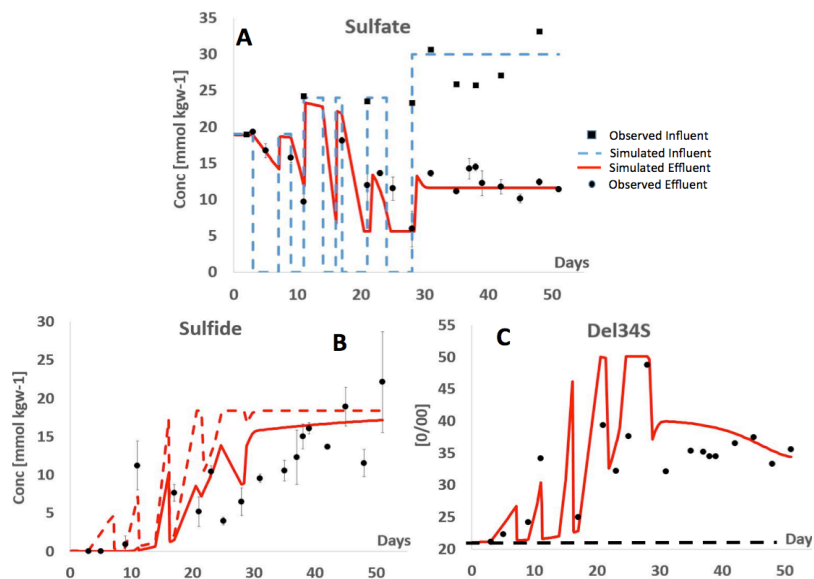 A
Sulfate
35
30
25
20
15
10
5
0
Conc [mmol kgw-1]
0 10 20 30 40 50
Days
Observed Influent
Simulated Influent
Simulated Effluent
Observed Effluent
Sulfide
B
30
25
20
15
10
5
0
Conc [mmol kgw-1]
0 10 20 30 40 50
Days
C
Del34S
50
45
40
35
30
25
20
[0/00]
0 10 20 30 40 50
Day